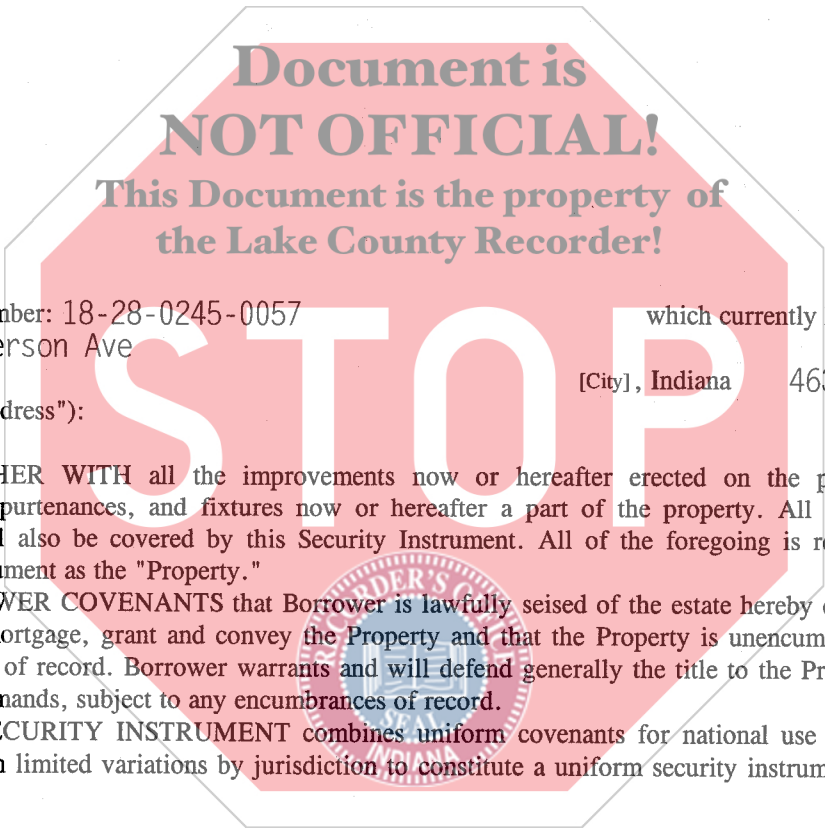 Document is
NOT OFFICIAL!
This Document is the property of
the Lake County Recorder!
STOP
nber: 18-28-0245-0057 which currently
erson Ave
[City], Indiana 463
dress"):
HER WITH all the improvements now or hereafter erected on the p
purtenances, and fixtures now or hereafter a part of the property. All
l also be covered by this Security Instrument. All of the foregoing is re
ument as the "Property."
WER COVENANTS that Borrower is lawfully seised of the estate hereby
ortgage, grant and convey the Property and that the Property is unencum
of record. Borrower warrants and will defend generally the title to the Pr
mands, subject to any encumbrances of record.
ECURITY INSTRUMENT combines uniform covenants for national use
limited variations by jurisdiction to constitute a uniform security instrum
RECORDER'S OFFICE
SEAL
INDIANA